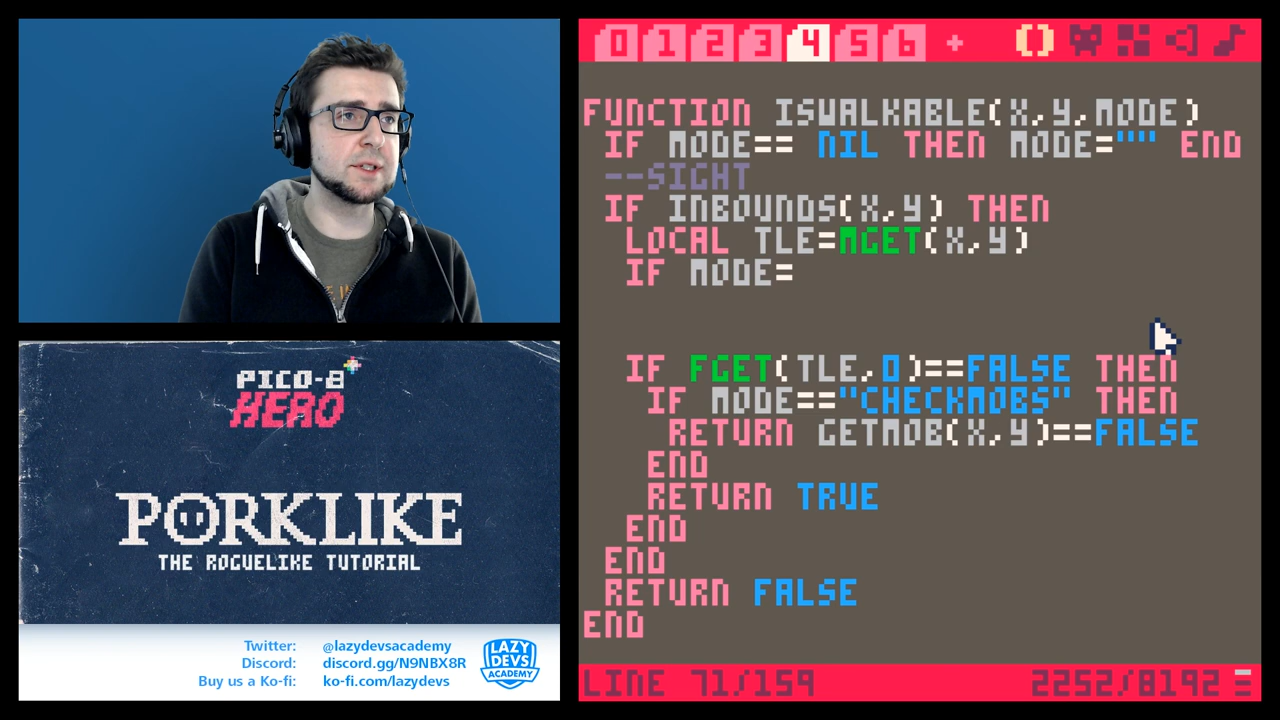 0 1 2 3 4 5 6 +
FUNCTION ISWALKABLE(X,Y,MODE)
IF MODE== NIL THEN MODE="" END
--SIGHT
IF INBOUNDS(X,Y) THEN
LOCAL TLE=MGET(X,Y)
IF MODE=
IF FGET(TLE,0)==FALSE THEN
IF MODE=="CHECKMOBS" THEN
RETURN GETMOB(X,Y)==FALSE
END
RETURN TRUE
END
END
RETURN FALSE
END
LINE 71/159 2252/8192
PICO-8
HERO
PORKLIKE
THE ROGUELIKE TUTORIAL
Twitter: @lazydevsacademy
Discord: discord.gg/N9NBX8R
Buy us a Ko-fi: ko-fi.com/lazydevs
LAZY
DEVS
ACADEMY